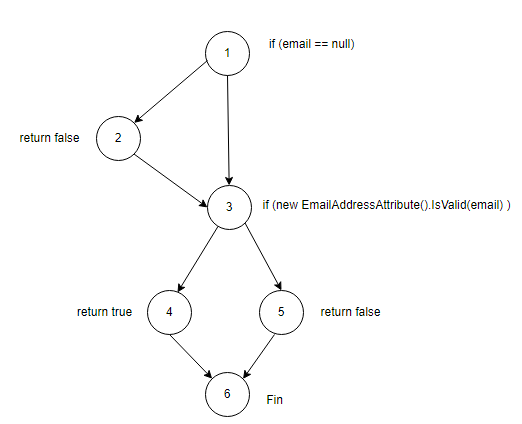 1
if (email == null)
return false
2
3
if (new EmailAddressAttribute().IsValid(email) )
return true
4
5
return false
6
Fin